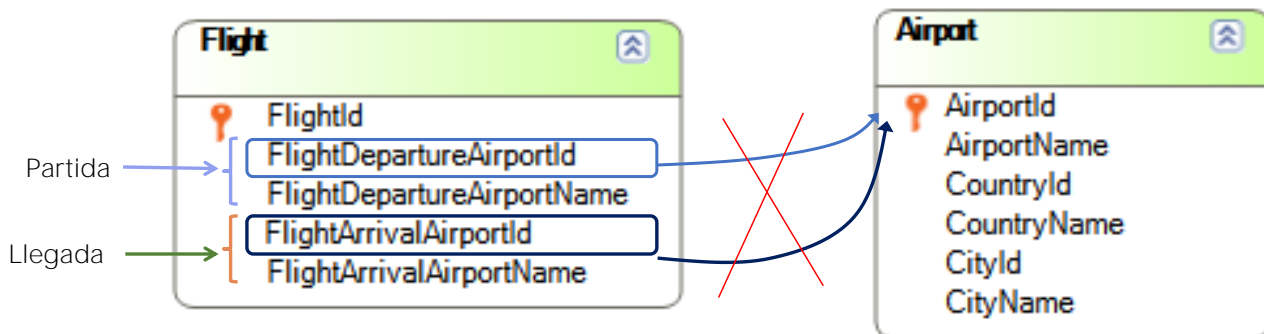 Flight
FlightId
FlightDepartureAirportId
FlightDepartureAirportName
FlightArrivalAirportId
FlightArrivalAirportName
Partida
Llegada
Airport
AirportId
AirportName
CountryId
CountryName
CityId
CityName